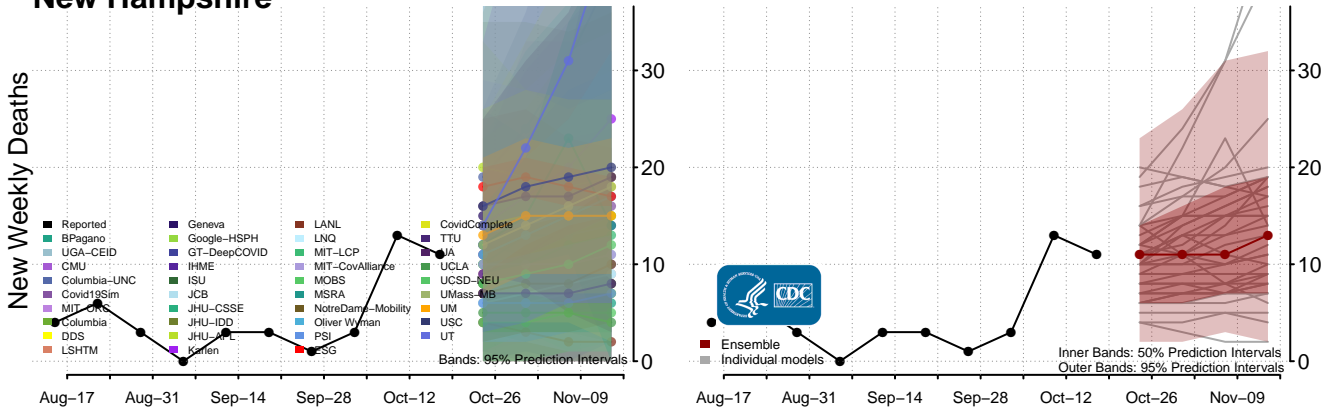 New Hampshire
New Weekly Deaths
30
20
10
0
Reported
BPagano
UGA−CEID
CMU
Columbia−UNC
Covid19Sim
MIT−ORC
Columbia
DDS
LSHTM
Geneva
Google−HSPH
GT−DeepCOVID
IHME
ISU
JCB
JHU−CSSE
JHU−IDD
JHU−APL
Karlen
LANL
LNQ
MIT−LCP
MIT−CovAlliance
MOBS
MSRA
NotreDame−Mobility
Oliver Wyman
PSI
ESG
CovidComplete
TTU
UA
UCLA
UCSD−NEU
UMass−MB
UM
USC
UT
Bands: 95% Prediction Intervals
Aug−17 Aug−31 Sep−14 Sep−28 Oct−12 Oct−26 Nov−09
30
20
10
0
CDC
Ensemble
Individual models
Inner Bands: 50% Prediction Intervals
Outer Bands: 95% Prediction Intervals
Aug−17 Aug−31 Sep−14 Sep−28 Oct−12 Oct−26 Nov−09